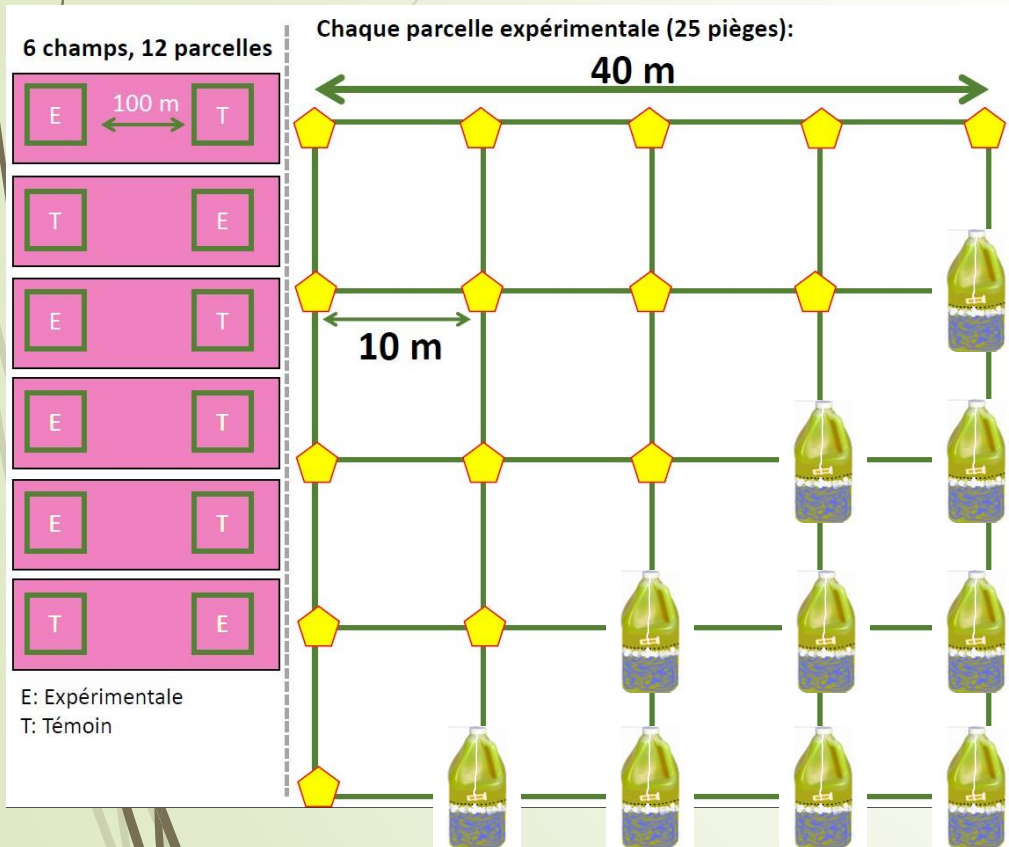 6 champs, 12 parcelles
E 100 m T
T E
E T
E T
E T
T E
E: Expérimentale
T: Témoin
Chaque parcelle expérimentale (25 pièges):
40 m
10 m